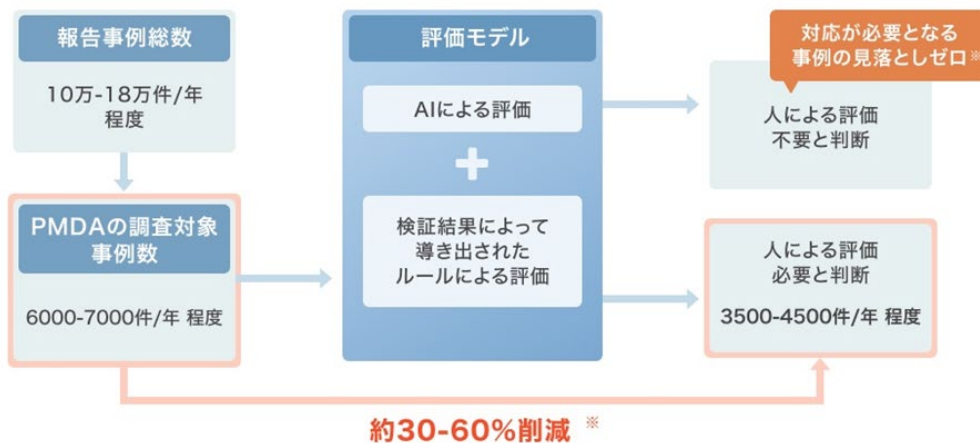 報告事例総数
10万-18万件/年
程度
PMDAの調査対象
事例数
6000-7000件/年 程度
評価モデル
AIによる評価
検証結果によって
導き出された
ルールによる評価
対応が必要となる
事例の見落としゼロ※
人による評価
不要と判断
人による評価
必要と判断
3500-4500件/年 程度
約30-60%削減 ※